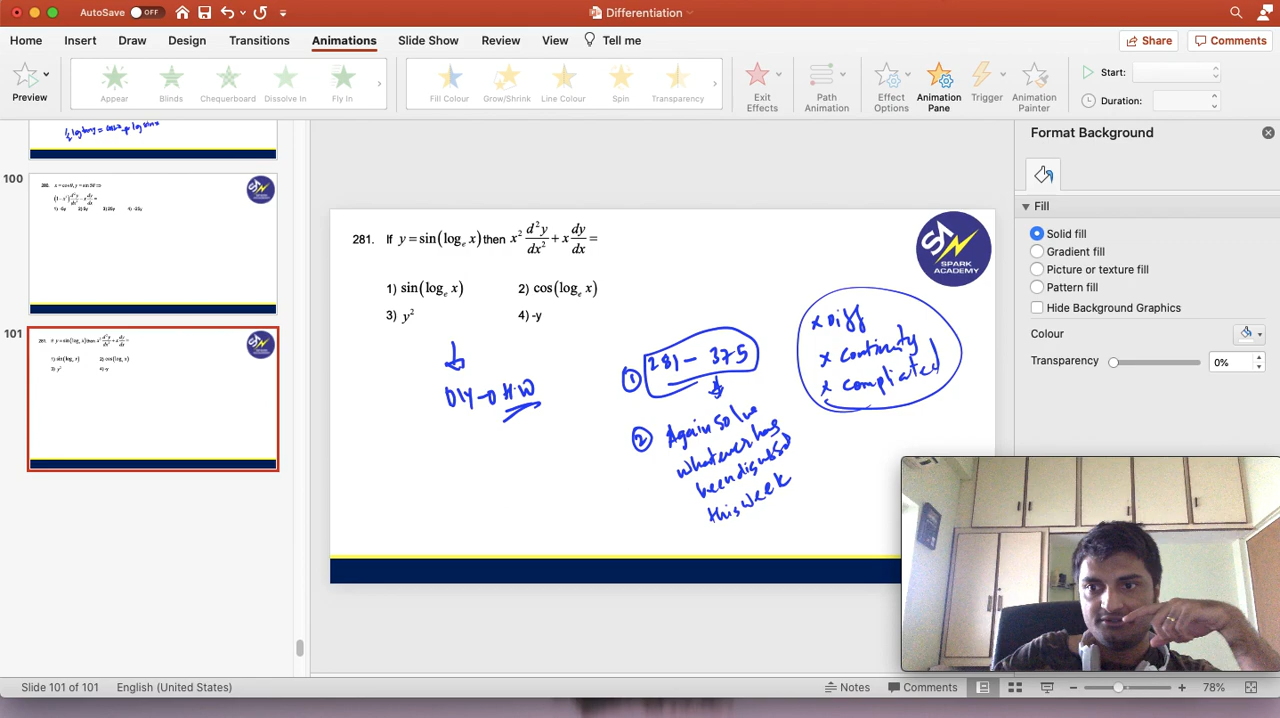 AutoSave OFF
Differentiation
Home Insert Draw Design Transitions Animations Slide Show Review View Tell me
Share Comments
Preview
Appear Blinds Chequerboard Dissolve In Fly In
Fill Colour Grow/Shrink Line Colour Spin Transparency
Exit Effects
Path Animation
Effect Options
Animation Pane
Trigger
Animation Painter
Start:
Duration:
100
101
281. If y = sin(logₑ x) then x² d²y/dx² + x dy/dx =
1) sin(logₑ x) 2) cos(logₑ x)
3) y² 4) -y
SPARK
ACADEMY
DIY → H.W
① 281 - 375
② Again solve
whatever has
been discussed
this week
x Diff
x continuity
x compliated
Format Background
Fill
Solid fill
Gradient fill
Picture or texture fill
Pattern fill
Hide Background Graphics
Colour
Transparency 0%
Slide 101 of 101 English (United States)
Notes Comments 78%